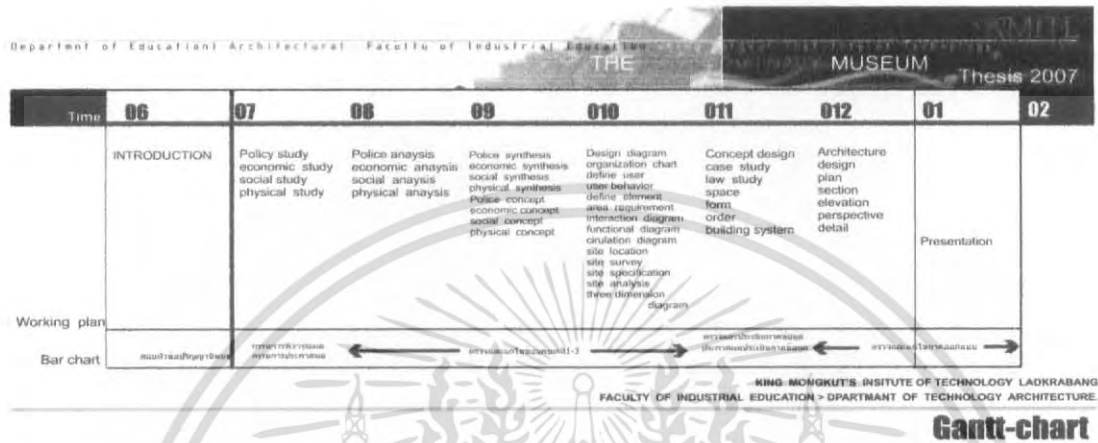 Departmnt of Educationl Architectural Facultu of Industrial Education
KMITL
THE MUSEUM
Thesis 2007
Time 06 07 08 09 010 011 012 01 02
INTRODUCTION
Policy study
economic study
social study
physical study
Police anaysis
economic anaysis
social anaysis
physical anaysis
Police synthesis
economic synthesis
social synthesis
physical synthesis
Police concept
economic concept
social concept
physical concept
Design diagram
organization chart
define user
user behavior
define element
area requirement
interaction diagram
functional diagram
cirulation diagram
site location
site survey
site specification
site analysis
three dimension
diagram
Concept design
case study
law study
space
form
order
building system
Architecture
design
plan
section
elevation
perspective
detail
Presentation
Working plan
Bar chart
KING MONGKUT'S INSITUTE OF TECHNOLOGY LADKRABANG
FACULTY OF INDUSTRIAL EDUCATION > DPARTMANT OF TECHNOLOGY ARCHITECTURE.
Gantt-chart